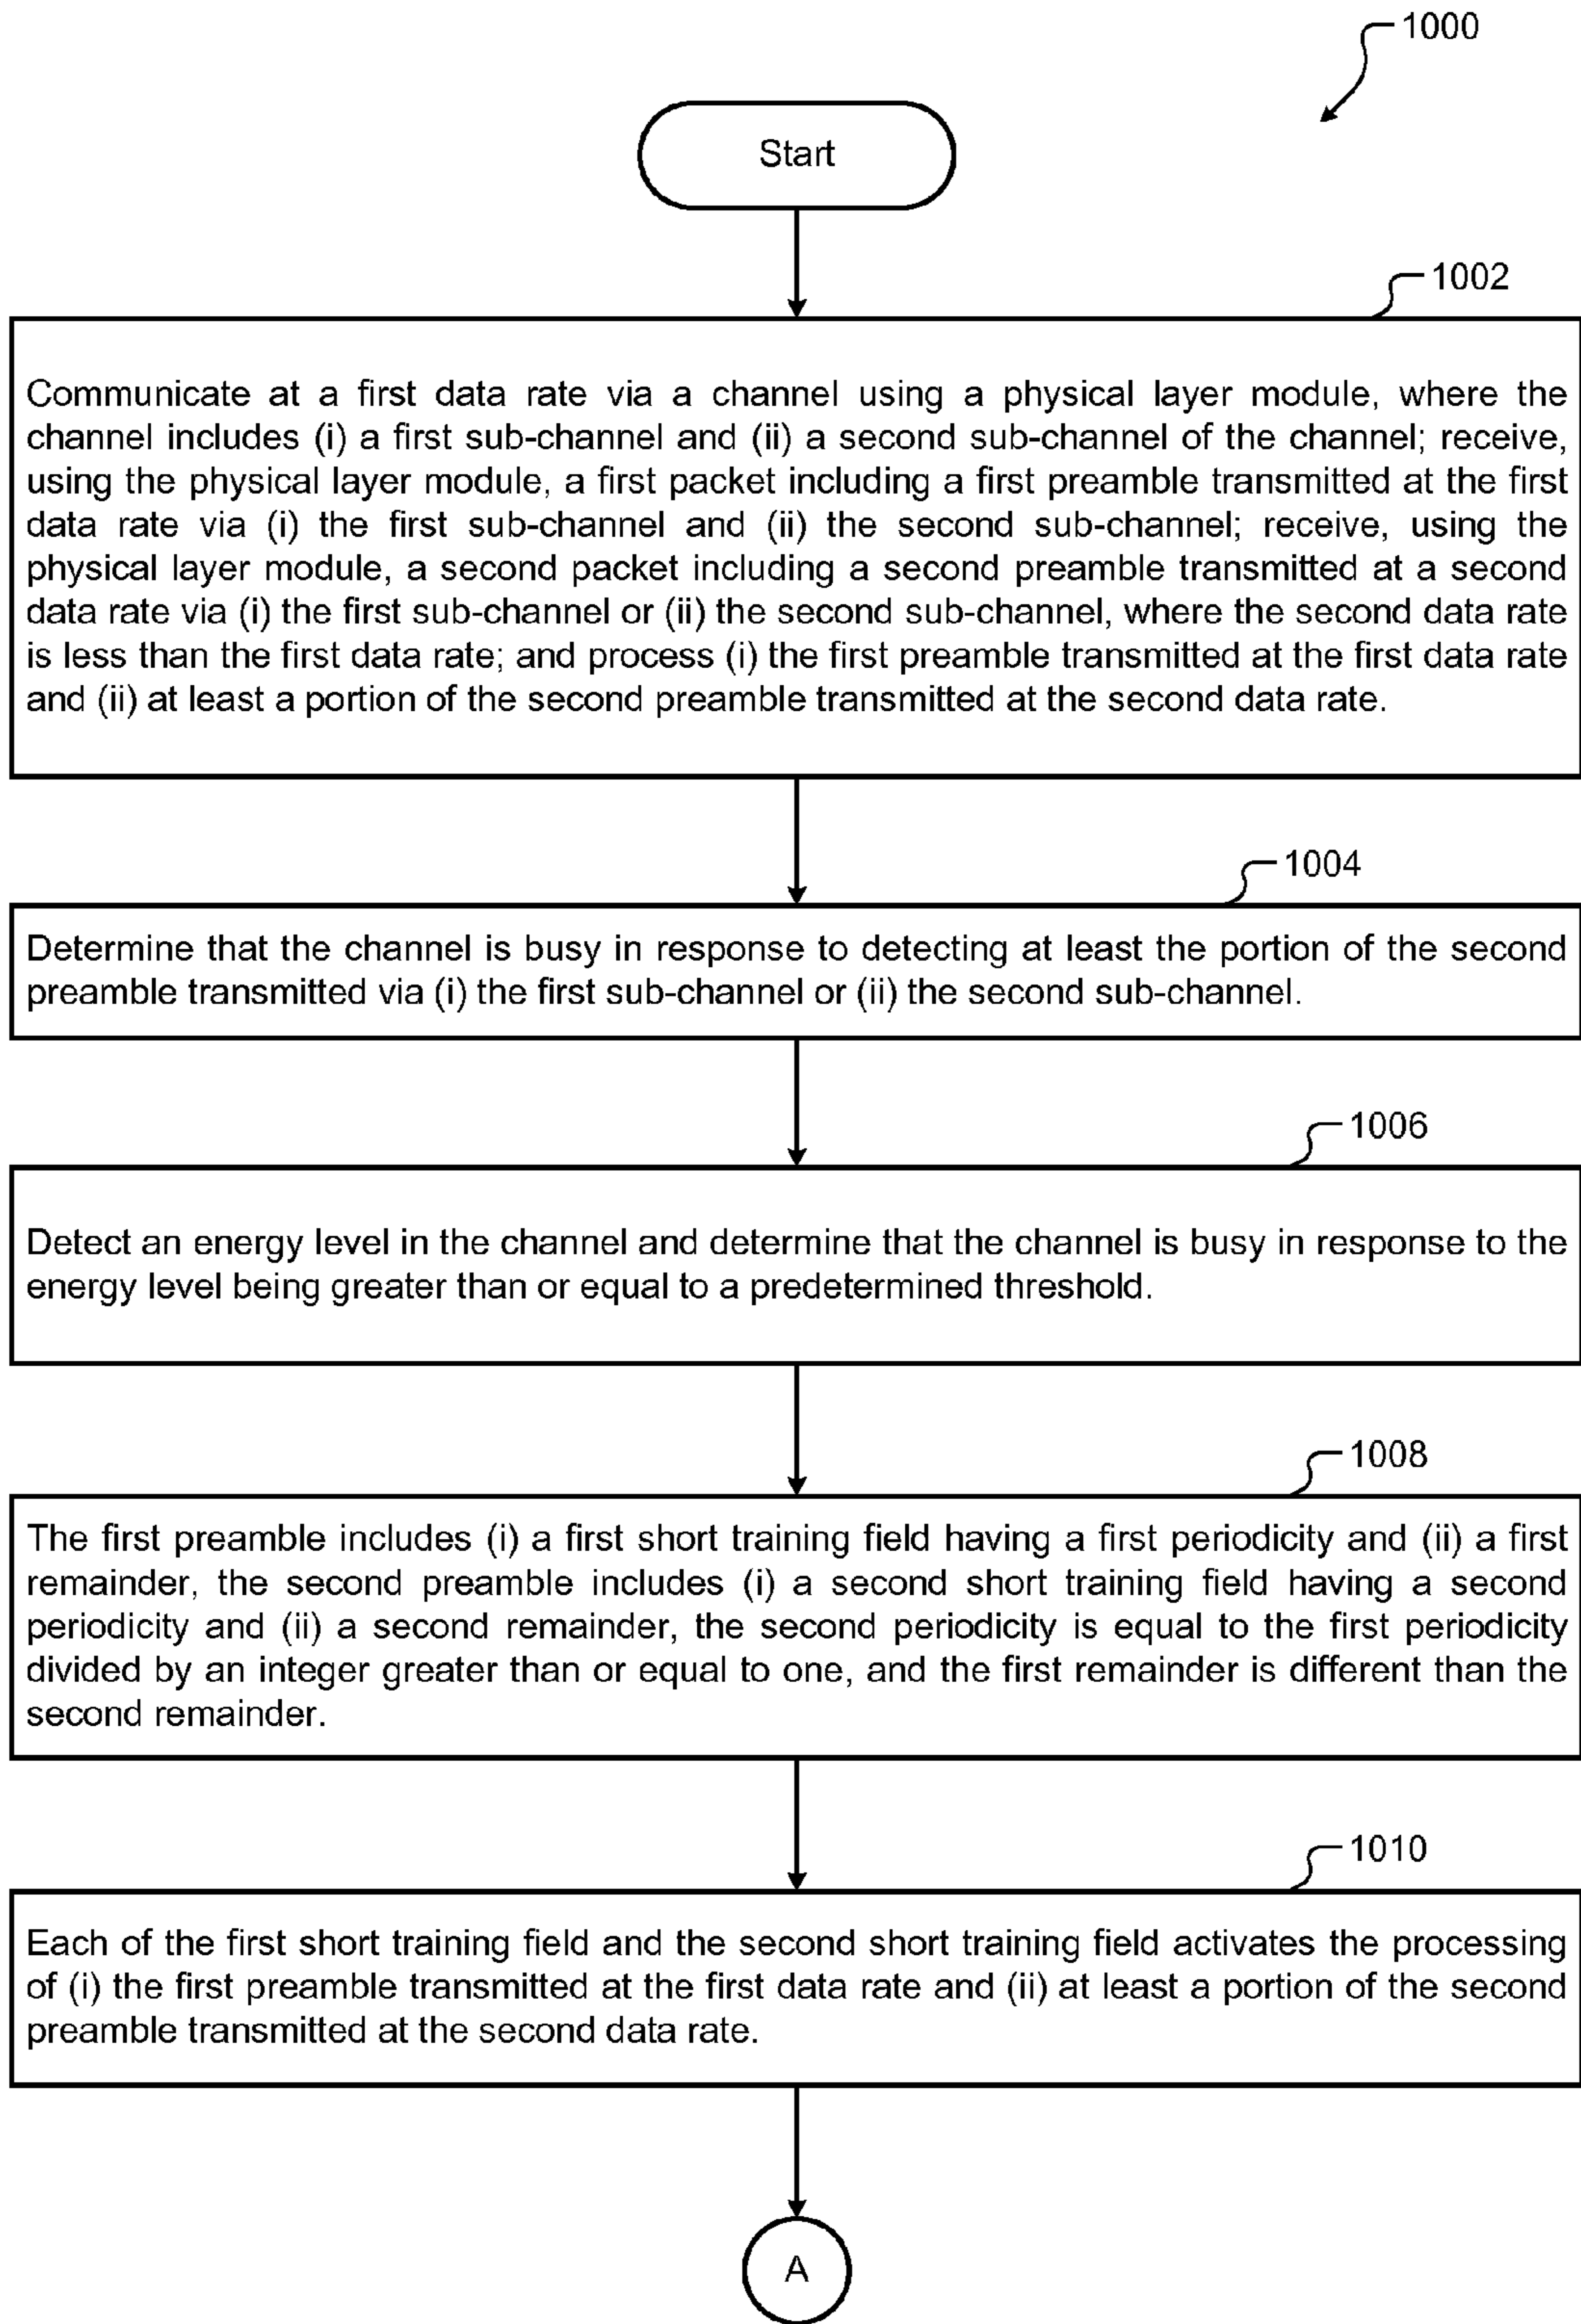 1000
Start
1002
Communicate at a first data rate via a channel using a physical layer module, where the
channel includes (i) a first sub-channel and (ii) a second sub-channel of the channel; receive,
using the physical layer module, a first packet including a first preamble transmitted at the first
data rate via (i) the first sub-channel and (ii) the second sub-channel; receive, using the
physical layer module, a second packet including a second preamble transmitted at a second
data rate via (i) the first sub-channel or (ii) the second sub-channel, where the second data rate
is less than the first data rate; and process (i) the first preamble transmitted at the first data rate
and (ii) at least a portion of the second preamble transmitted at the second data rate.
1004
Determine that the channel is busy in response to detecting at least the portion of the second
preamble transmitted via (i) the first sub-channel or (ii) the second sub-channel.
1006
Detect an energy level in the channel and determine that the channel is busy in response to the
energy level being greater than or equal to a predetermined threshold.
1008
The first preamble includes (i) a first short training field having a first periodicity and (ii) a first
remainder, the second preamble includes (i) a second short training field having a second
periodicity and (ii) a second remainder, the second periodicity is equal to the first periodicity
divided by an integer greater than or equal to one, and the first remainder is different than the
second remainder.
1010
Each of the first short training field and the second short training field activates the processing
of (i) the first preamble transmitted at the first data rate and (ii) at least a portion of the second
preamble transmitted at the second data rate.
A